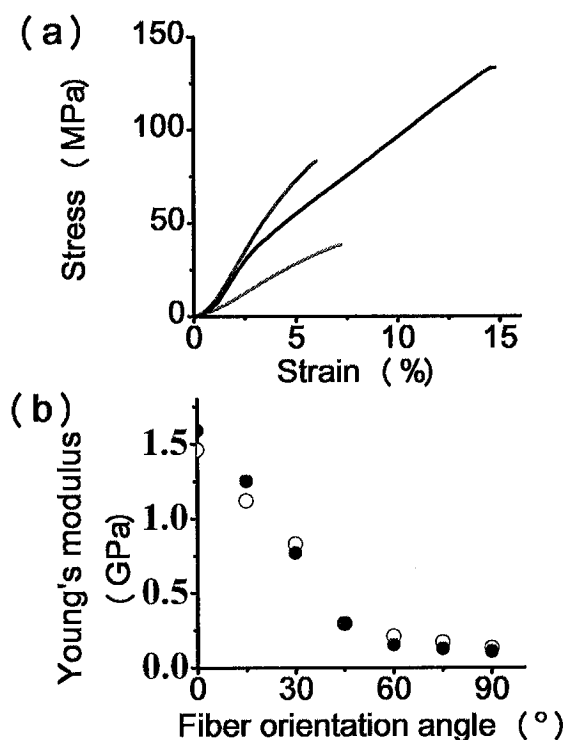 (a)
150
100
50
0
Stress (MPa)
0 5 10 15
Strain (%)
(b)
1.5
1.0
0.5
0.0
Young's modulus
(GPa)
0 30 60 90
Fiber orientation angle (°)